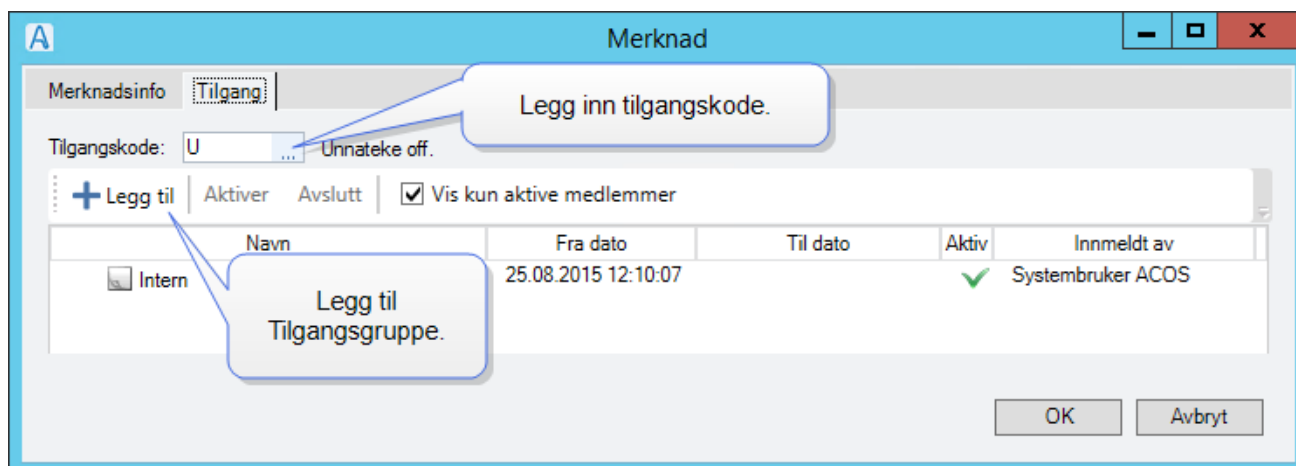 Merknad
Merknadsinfo Tilgang
Legg inn tilgangskode.
Tilgangskode: U ... Unnateke off.
Legg til Aktiver Avslutt Vis kun aktive medlemmer
Navn Fra dato Til dato Aktiv Innmeldt av
Intern 25.08.2015 12:10:07 Systembruker ACOS
Legg til
Tilgangsgruppe.
OK Avbryt